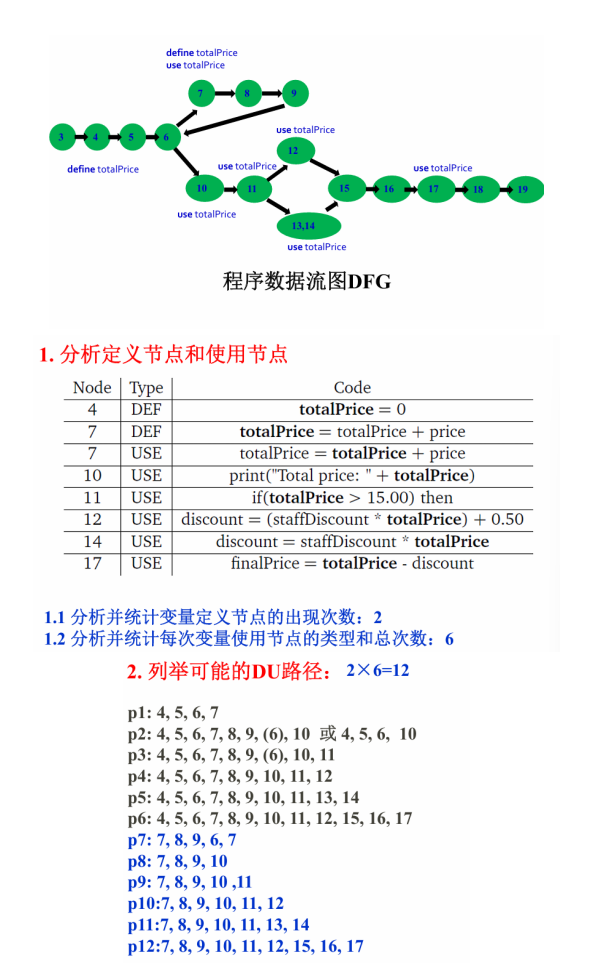 define totalPrice
use totalPrice
7 8 9
use totalPrice
3 4 5 6
12
define totalPrice
use totalPrice
use totalPrice
10 11 15 16 17 18 19
use totalPrice
13,14
use totalPrice
程序数据流图DFG
1. 分析定义节点和使用节点
Node Type Code
4 DEF totalPrice = 0
7 DEF totalPrice = totalPrice + price
7 USE totalPrice = totalPrice + price
10 USE print("Total price: " + totalPrice)
11 USE if(totalPrice > 15.00) then
12 USE discount = (staffDiscount * totalPrice) + 0.50
14 USE discount = staffDiscount * totalPrice
17 USE finalPrice = totalPrice - discount
1.1 分析并统计变量定义节点的出现次数：2
1.2 分析并统计每次变量使用节点的类型和总次数：6
2. 列举可能的DU路径： 2×6=12
p1: 4, 5, 6, 7
p2: 4, 5, 6, 7, 8, 9, (6), 10 或 4, 5, 6, 10
p3: 4, 5, 6, 7, 8, 9, (6), 10, 11
p4: 4, 5, 6, 7, 8, 9, 10, 11, 12
p5: 4, 5, 6, 7, 8, 9, 10, 11, 13, 14
p6: 4, 5, 6, 7, 8, 9, 10, 11, 12, 15, 16, 17
p7: 7, 8, 9, 6, 7
p8: 7, 8, 9, 10
p9: 7, 8, 9, 10 ,11
p10:7, 8, 9, 10, 11, 12
p11:7, 8, 9, 10, 11, 13, 14
p12:7, 8, 9, 10, 11, 12, 15, 16, 17